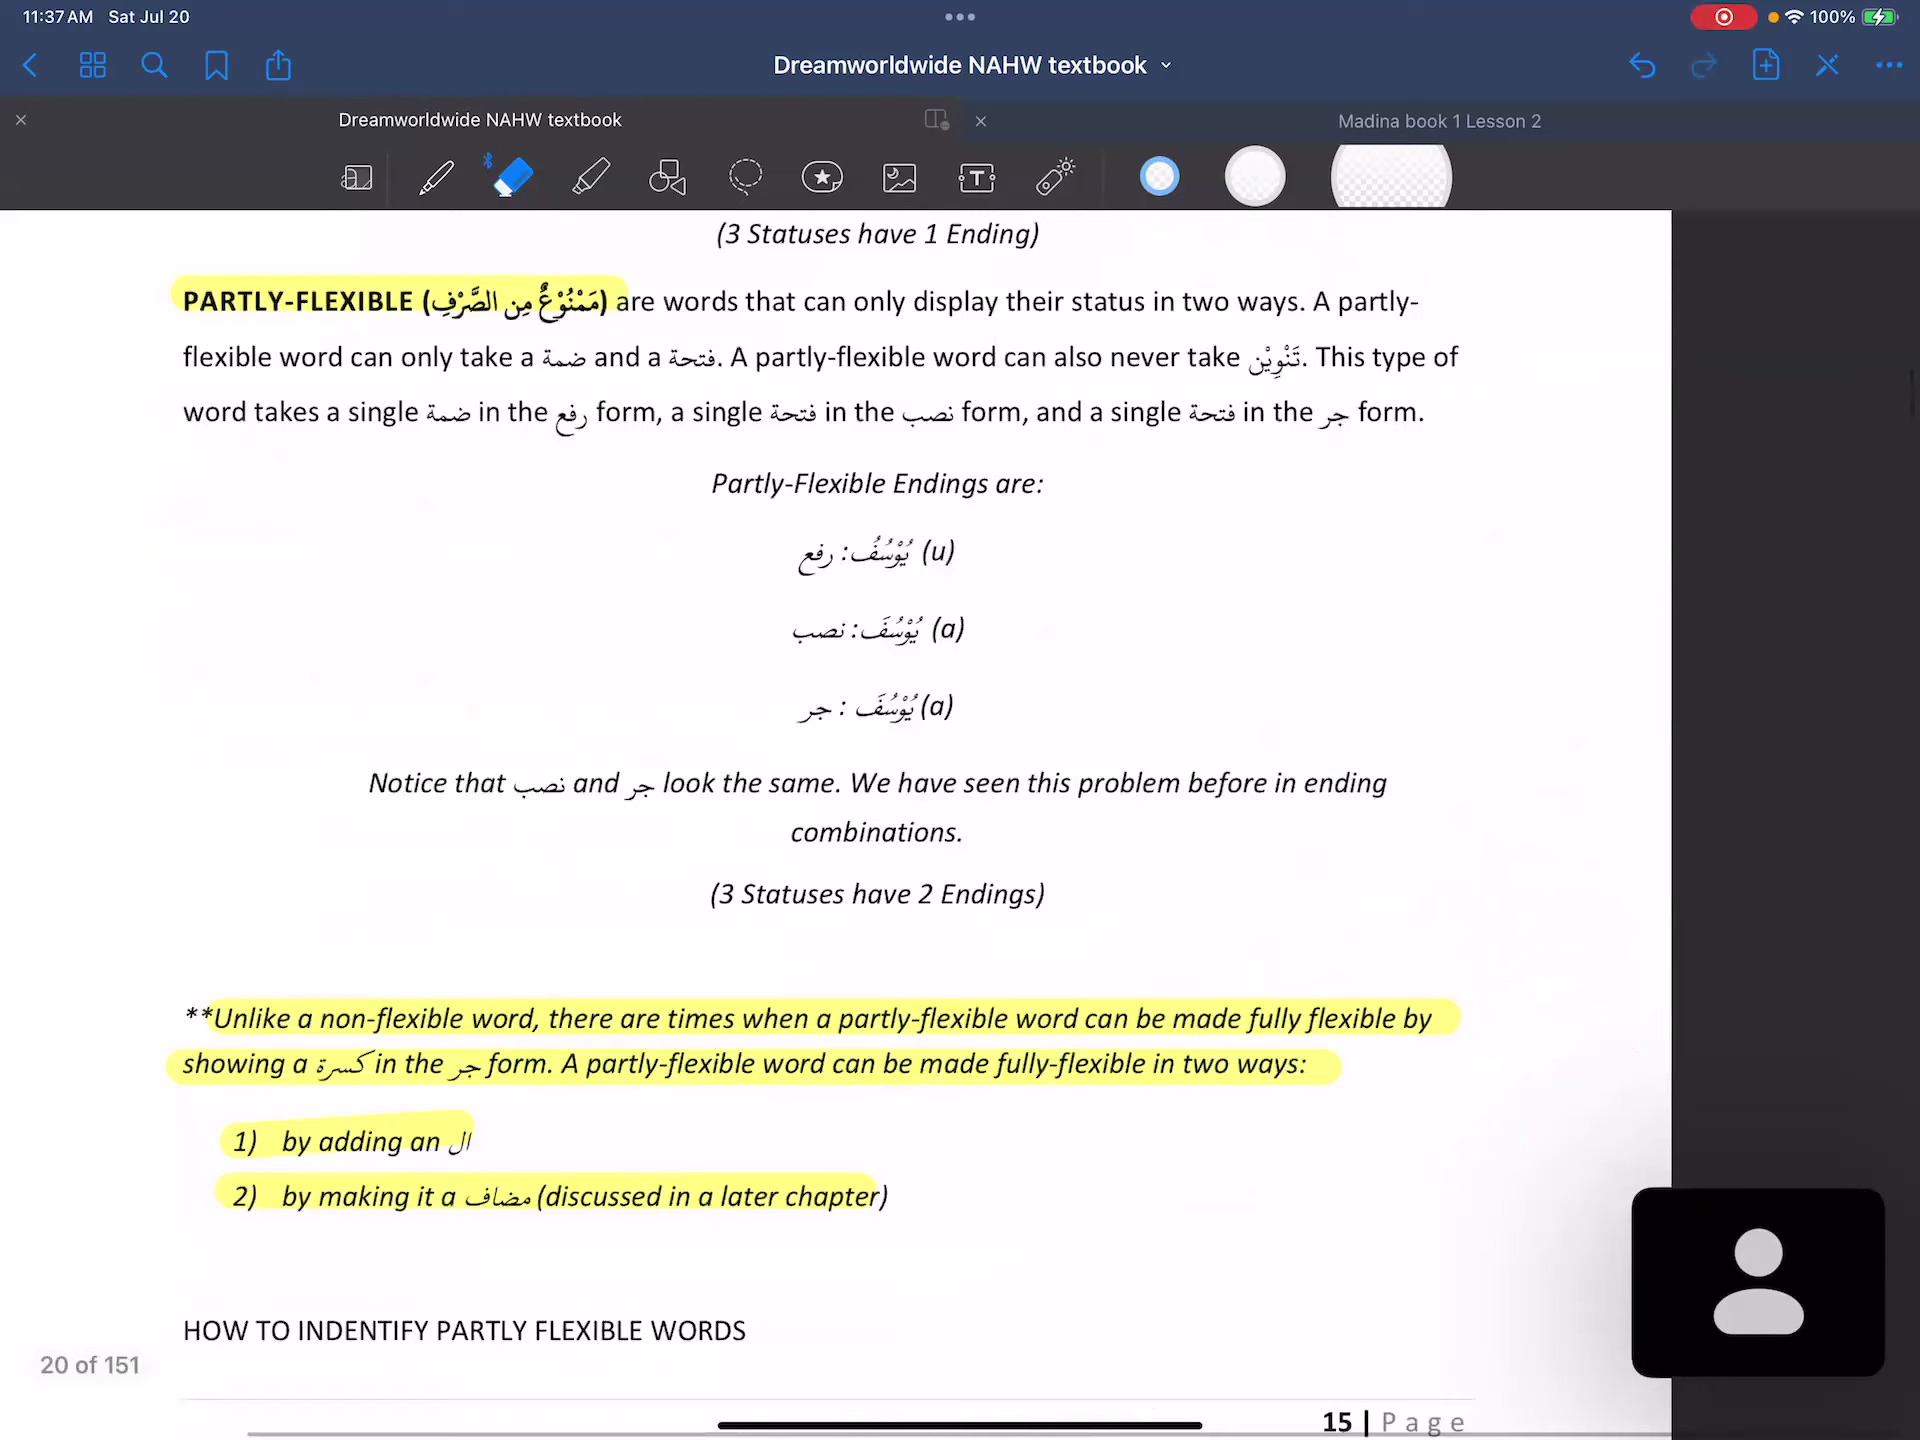 11:37 AM Sat Jul 20
100%
Dreamworldwide NAHW textbook
Dreamworldwide NAHW textbook
Madina book 1 Lesson 2
(3 Statuses have 1 Ending)
PARTLY-FLEXIBLE (مَمْنُوْعٌ مِن الصَّرْفِ) are words that can only display their status in two ways. A partly-
flexible word can only take a ضمة and a فتحة. A partly-flexible word can also never take تَنْوِيْن. This type of
word takes a single ضمة in the رفع form, a single فتحة in the نصب form, and a single فتحة in the جر form.
Partly-Flexible Endings are:
رفع :يُوْسُفُ (u)
نصب :يُوْسُفَ (a)
جر : يُوْسُفَ (a)
Notice that نصب and جر look the same. We have seen this problem before in ending
combinations.
(3 Statuses have 2 Endings)
**Unlike a non-flexible word, there are times when a partly-flexible word can be made fully flexible by
showing a كسرة in the جر form. A partly-flexible word can be made fully-flexible in two ways:
1) by adding an ال
2) by making it a مضاف (discussed in a later chapter)
HOW TO INDENTIFY PARTLY FLEXIBLE WORDS
20 of 151
15 | Page